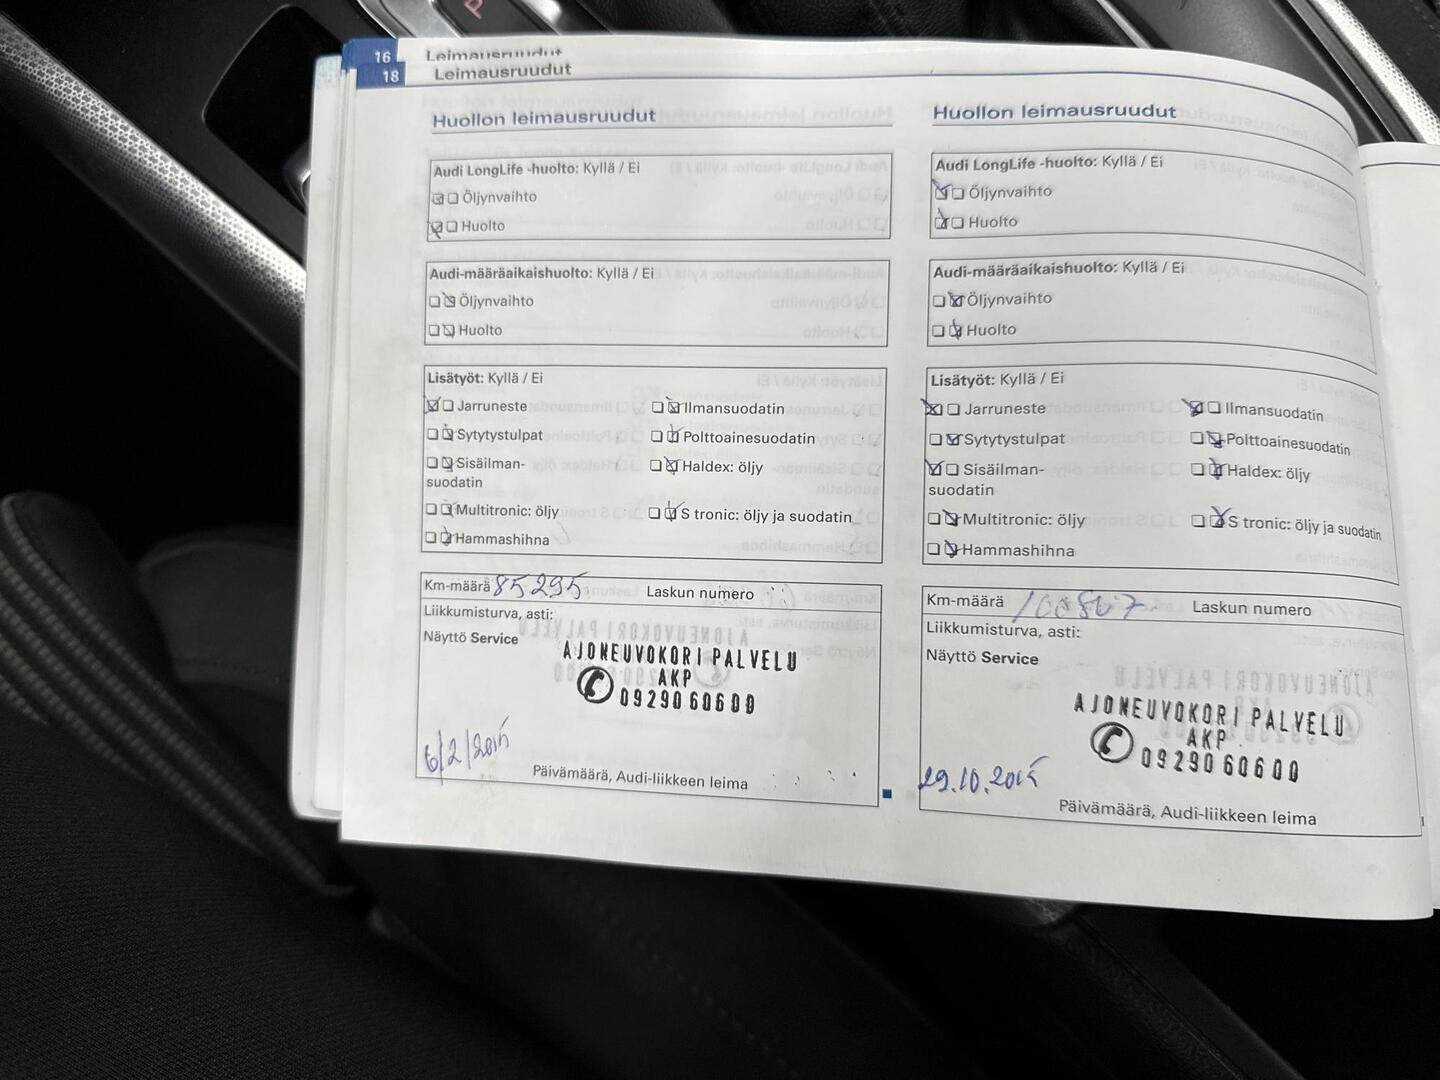 P
16 Leimausruudut
18 Leimausruudut
Huollon leimausruudut
Audi LongLife -huolto: Kyllä / Ei
Öljynvaihto
Huolto
Audi-määräaikaishuolto: Kyllä / Ei
Öljynvaihto
Huolto
Lisätyöt: Kyllä / Ei
Jarruneste
Ilmansuodatin
Sytytystulpat
Polttoainesuodatin
Sisäilman-
suodatin
Haldex: öljy
Multitronic: öljy
S tronic: öljy ja suodatin
Hammashihna
Km-määrä 85295 Laskun numero
Liikkumisturva, asti:
Näyttö Service
AJONEUVOKORI PALVELU
AKP
09290 60600
6/2/2015
Päivämäärä, Audi-liikkeen leima
Huollon leimausruudut
Audi LongLife -huolto: Kyllä / Ei
Öljynvaihto
Huolto
Audi-määräaikaishuolto: Kyllä / Ei
Öljynvaihto
Huolto
Lisätyöt: Kyllä / Ei
Jarruneste
Ilmansuodatin
Sytytystulpat
Polttoainesuodatin
Sisäilman-
suodatin
Haldex: öljy
Multitronic: öljy
S tronic: öljy ja suodatin
Hammashihna
Km-määrä 100867 Laskun numero
Liikkumisturva, asti:
Näyttö Service
AJONEUVOKORI PALVELU
AKP
09290 60600
29.10.2015
Päivämäärä, Audi-liikkeen leima